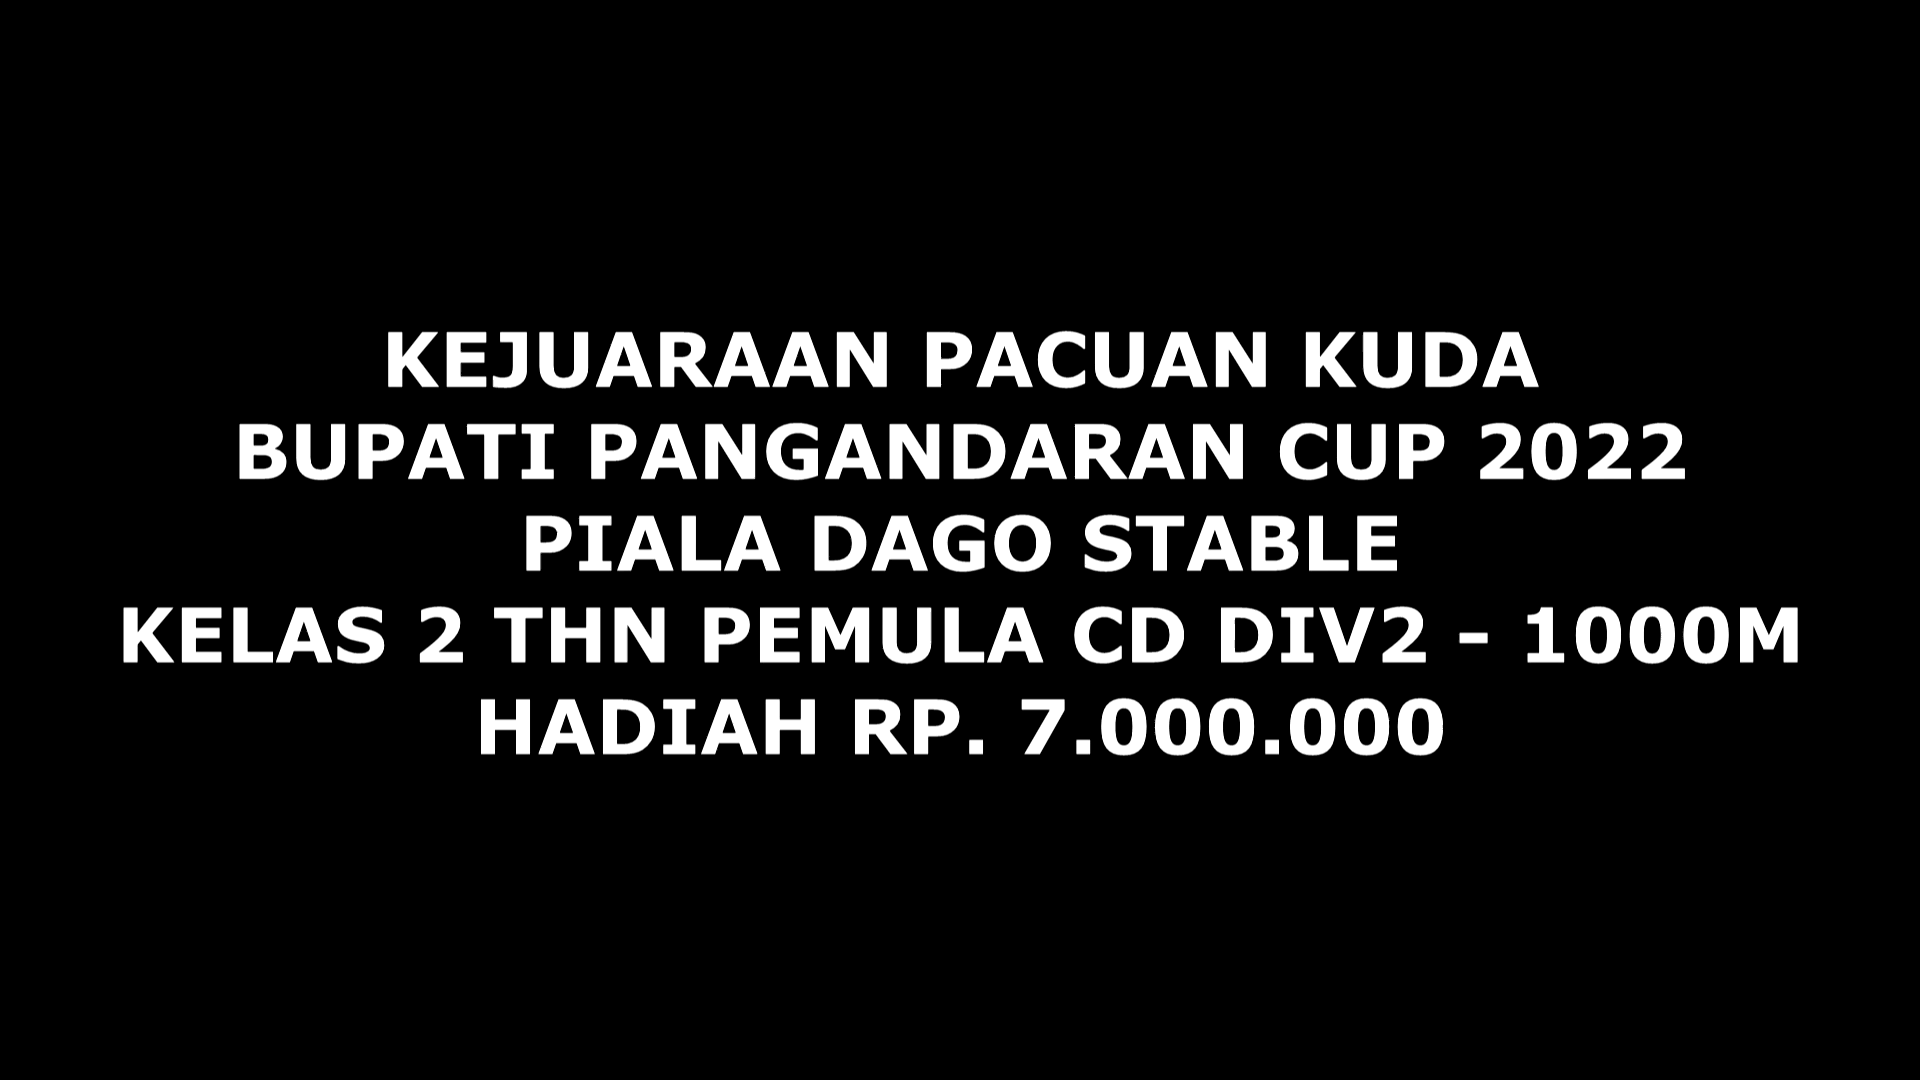 KEJUARAAN PACUAN KUDA
BUPATI PANGANDARAN CUP 2022
PIALA DAGO STABLE
KELAS 2 THN PEMULA CD DIV2 - 1000M
HADIAH RP. 7.000.000